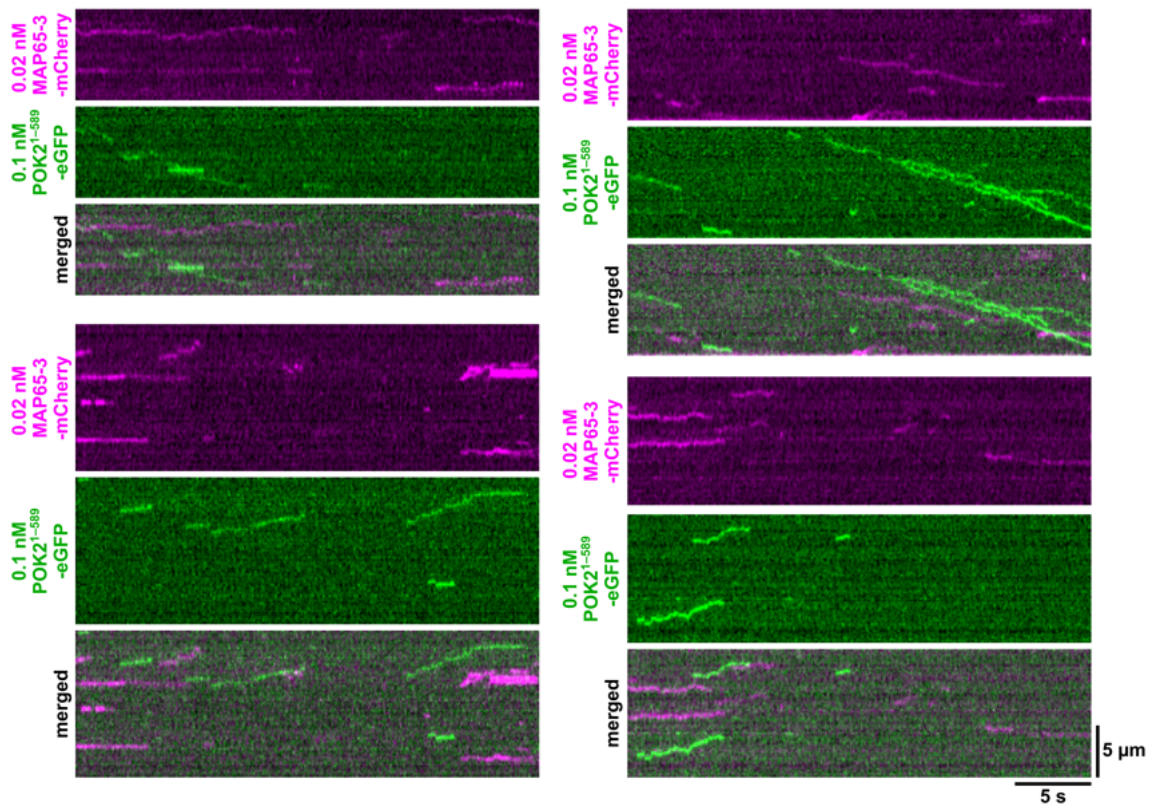 0.02 nM
MAP65-3
-mCherry
0.1 nM
POK2¹⁻⁵⁸⁹
-eGFP
merged
0.02 nM
MAP65-3
-mCherry
0.1 nM
POK2¹⁻⁵⁸⁹
-eGFP
merged
0.02 nM
MAP65-3
-mCherry
0.1 nM
POK2¹⁻⁵⁸⁹
-eGFP
merged
0.02 nM
MAP65-3
-mCherry
0.1 nM
POK2¹⁻⁵⁸⁹
-eGFP
merged
5 µm
5 s